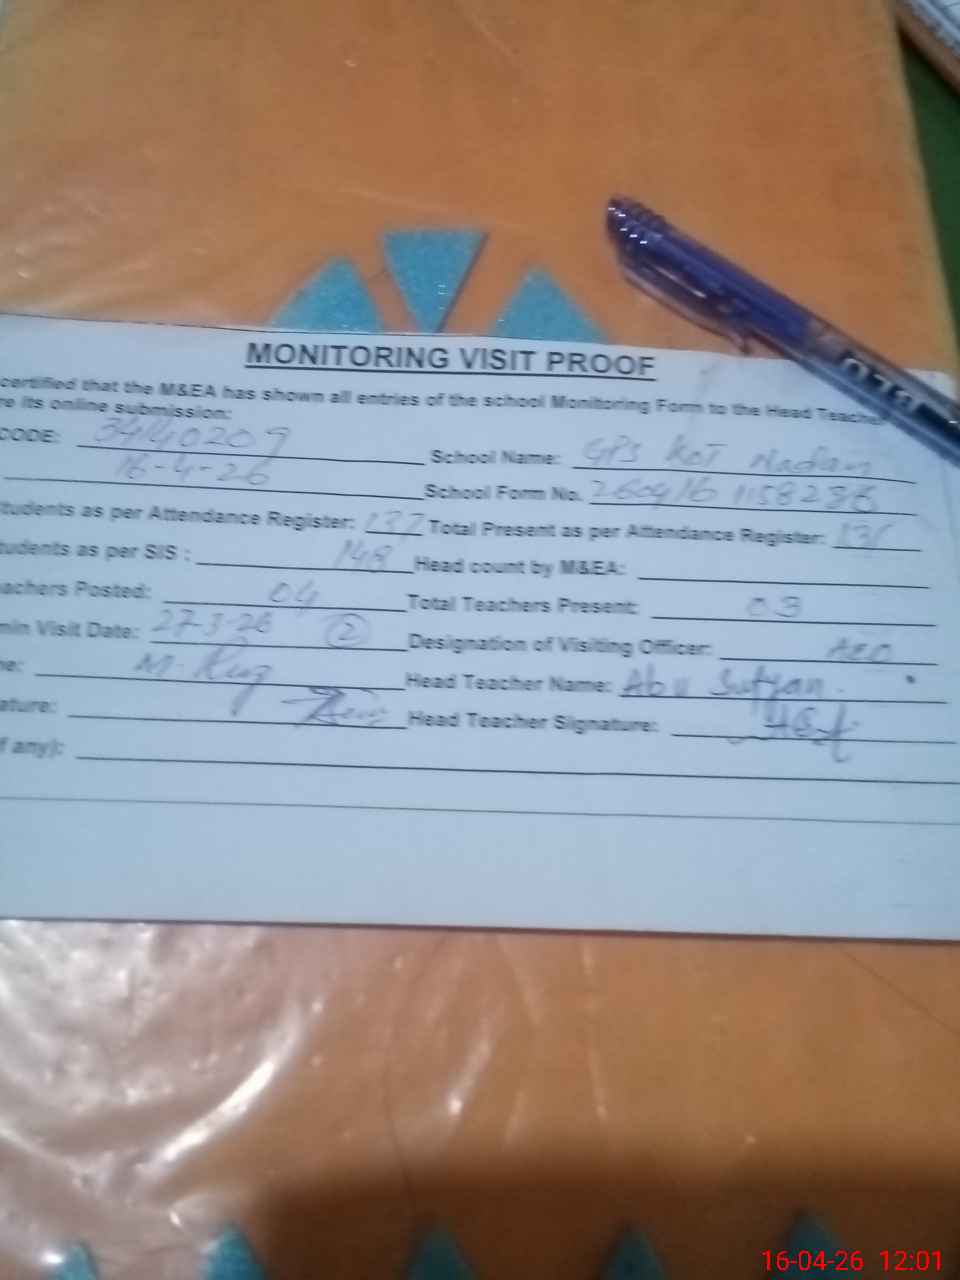 MONITORING VISIT PROOF
certified that the M&EA has shown all entries of the school Monitoring Form to the Head Teacher
re its online submission:
CODE: 34140209 School Name: GPS Kot
16-4-26 School Form No.
tudents as per Attendance Register: 137 Total Present as per Attendance Register:
tudents as per SIS : 148 Head count by M&EA:
achers Posted: 04 Total Teachers Present: 03
min Visit Date: 27-3-26 2 Designation of Visiting Officer: AEO
ne: M. Head Teacher Name: Abu Sufyan.
ature: Head Teacher Signature:
f any):
16-04-26 12:01